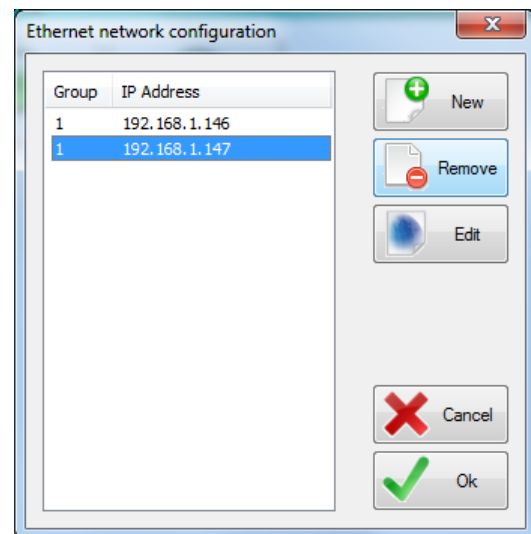 Ethernet network configuration
Group IP Address
1 192.168.1.146
1 192.168.1.147
New
Remove
Edit
Cancel
Ok